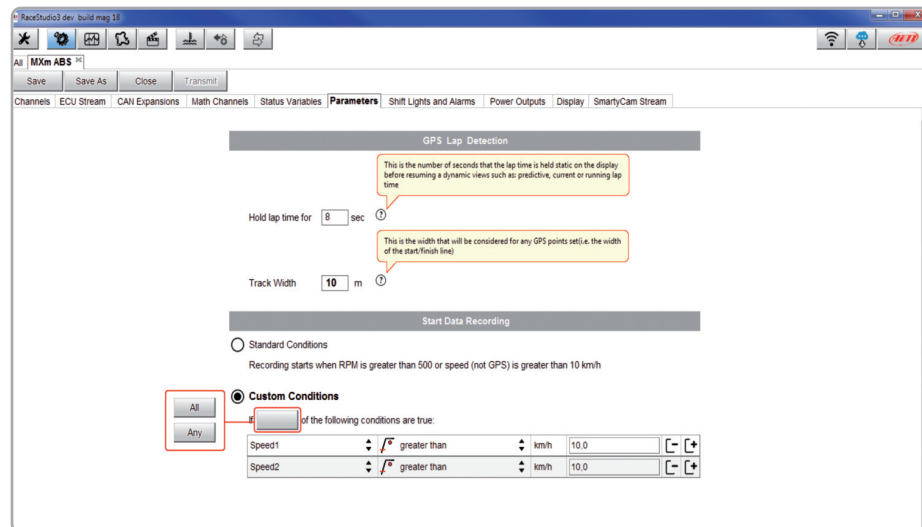 RaceStudio3 dev build mag 18
All MXm ABS
Save Save As Close Transmit
Channels ECU Stream CAN Expansions Math Channels Status Variables Parameters Shift Lights and Alarms Power Outputs Display SmartyCam Stream
GPS Lap Detection
This is the number of seconds that the lap time is held static on the display
before resuming a dynamic views such as: predictive, current or running lap
time
Hold lap time for 8 sec ?
This is the width that will be considered for any GPS points set(i.e. the width
of the start/finish line)
Track Width 10 m ?
Start Data Recording
Standard Conditions
Recording starts when RPM is greater than 500 or speed (not GPS) is greater than 10 km/h
Custom Conditions
All
If of the following conditions are true:
Any
Speed1 greater than km/h 10,0
Speed2 greater than km/h 10,0